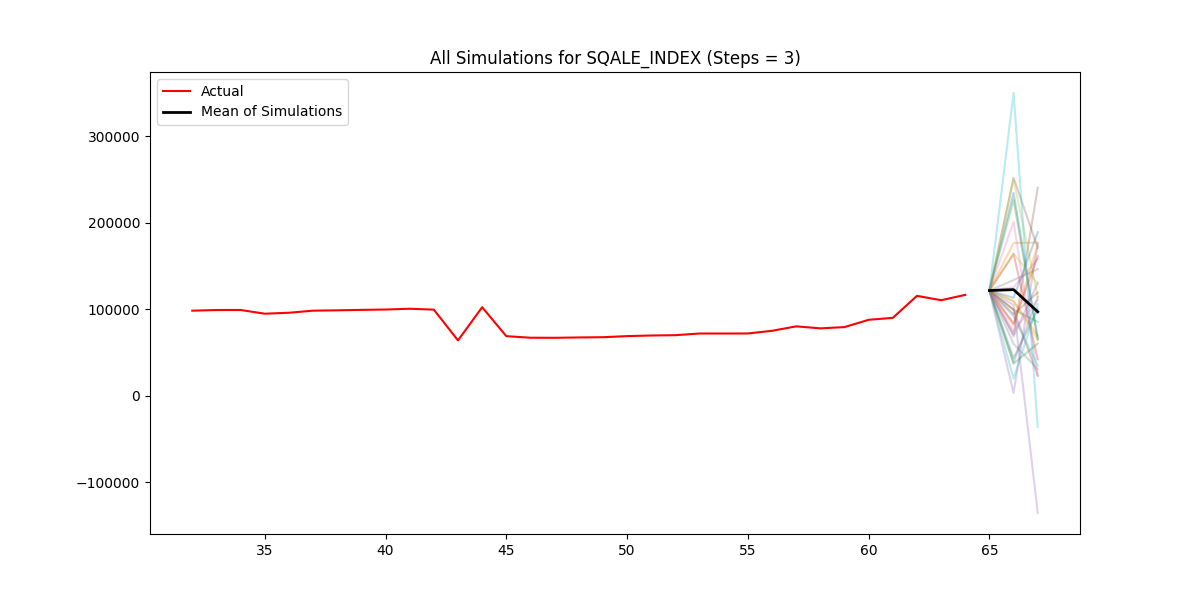 All Simulations for SQALE_INDEX (Steps = 3)
Actual
Mean of Simulations
300000
200000
100000
0
−100000
35 40 45 50 55 60 65